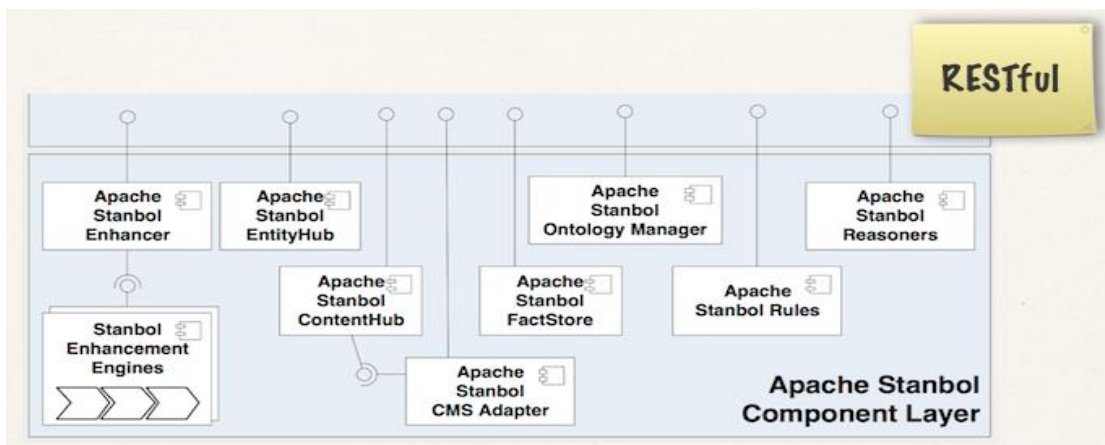 RESTful
Apache
Stanbol
Enhancer
Apache
Stanbol
EntityHub
Apache
Stanbol
Ontology Manager
Apache
Stanbol
Reasoners
Apache
Stanbol
ContentHub
Apache
Stanbol
FactStore
Apache
Stanbol Rules
Stanbol
Enhancement
Engines
Apache
Stanbol
CMS Adapter
Apache Stanbol
Component Layer